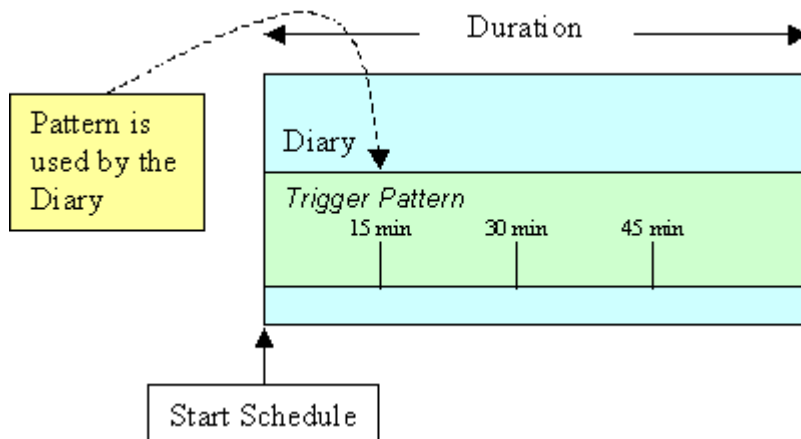 Duration
Pattern is
used by the
Diary
Diary
Trigger Pattern
15 min 30 min 45 min
Start Schedule